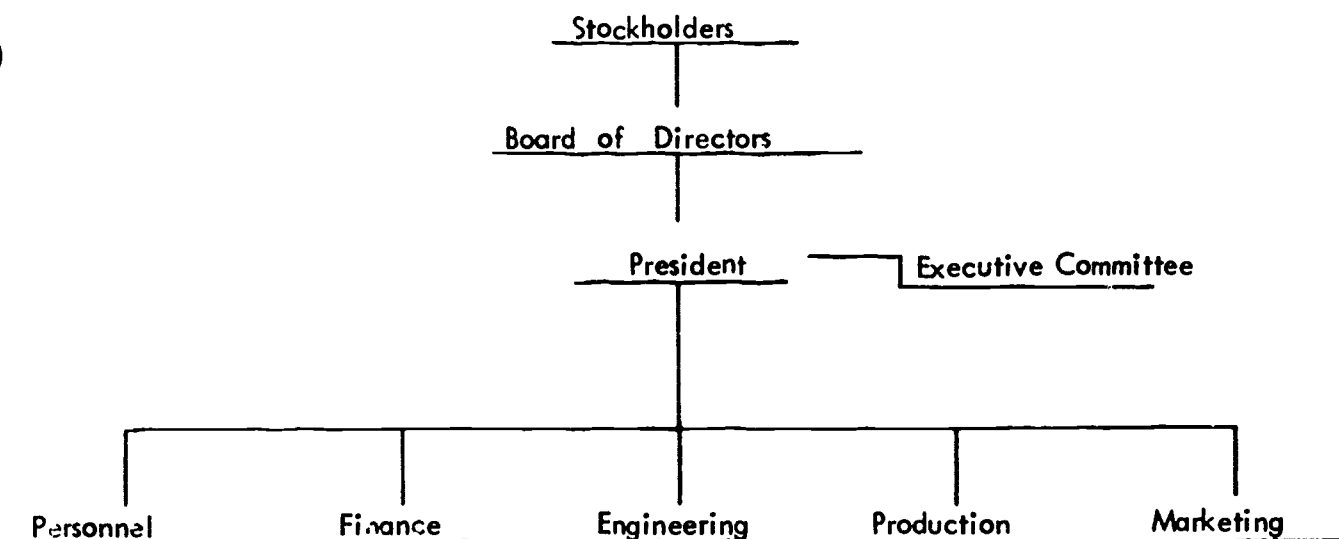 Stockholders
Board of Directors
President
Executive Committee
Personnel Finance Engineering Production Marketing